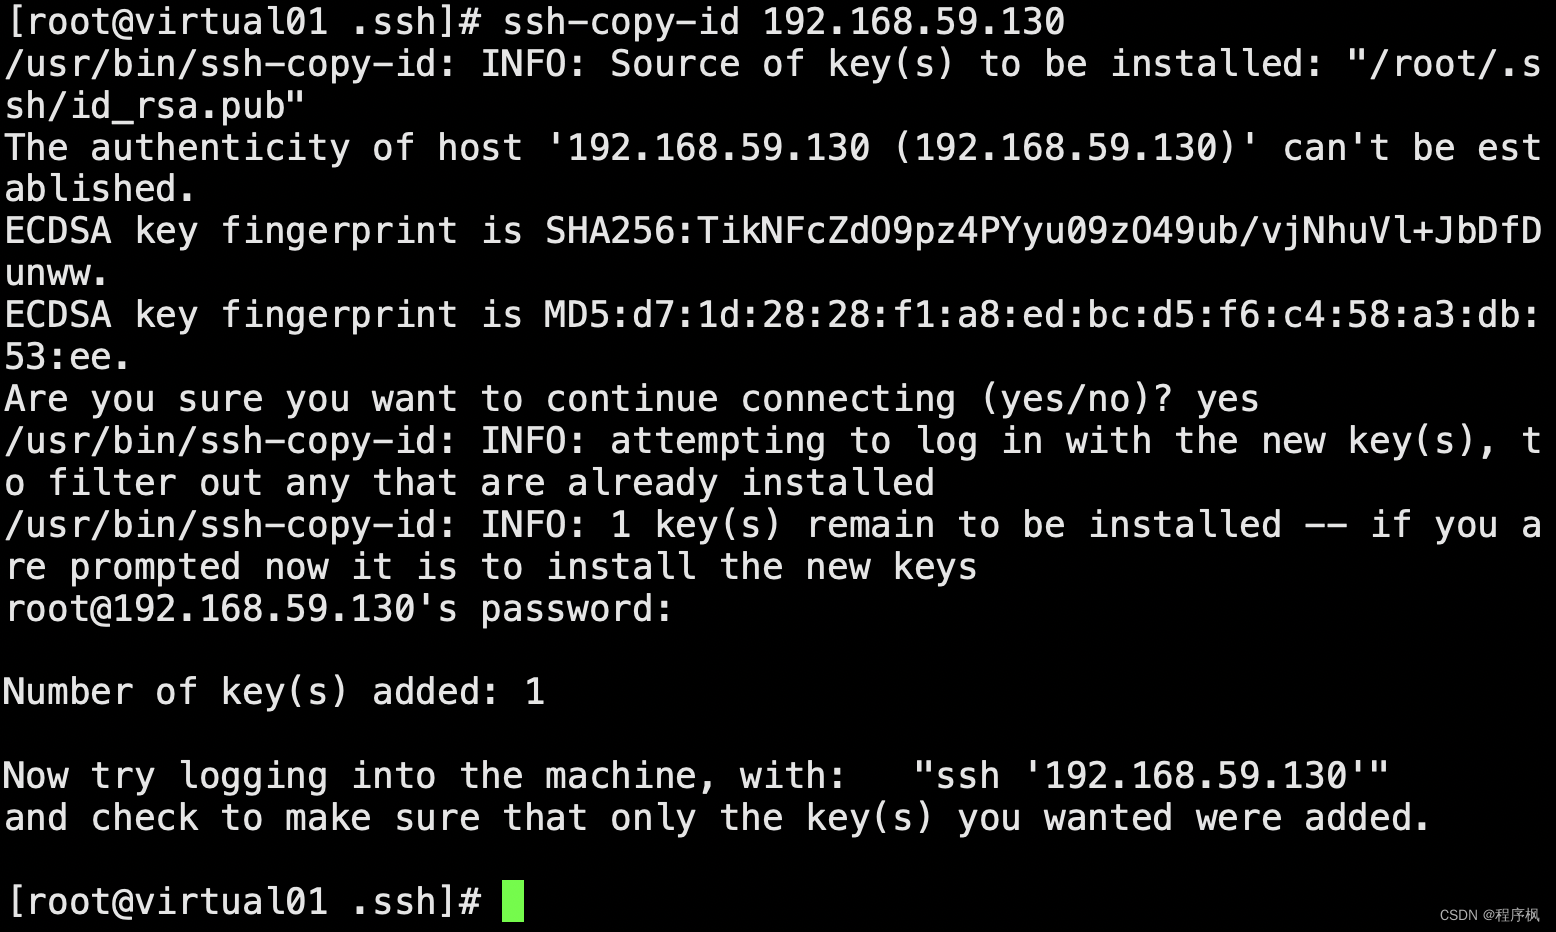 [root@virtual01 .ssh]# ssh-copy-id 192.168.59.130
/usr/bin/ssh-copy-id: INFO: Source of key(s) to be installed: "/root/.s
sh/id_rsa.pub"
The authenticity of host '192.168.59.130 (192.168.59.130)' can't be est
ablished.
ECDSA key fingerprint is SHA256:TikNFcZdO9pz4PYyu09zO49ub/vjNhuVl+JbDfD
unww.
ECDSA key fingerprint is MD5:d7:1d:28:28:f1:a8:ed:bc:d5:f6:c4:58:a3:db:
53:ee.
Are you sure you want to continue connecting (yes/no)? yes
/usr/bin/ssh-copy-id: INFO: attempting to log in with the new key(s), t
o filter out any that are already installed
/usr/bin/ssh-copy-id: INFO: 1 key(s) remain to be installed -- if you a
re prompted now it is to install the new keys
root@192.168.59.130's password:
Number of key(s) added: 1
Now try logging into the machine, with:   "ssh '192.168.59.130'"
and check to make sure that only the key(s) you wanted were added.
[root@virtual01 .ssh]#
CSDN @程序枫